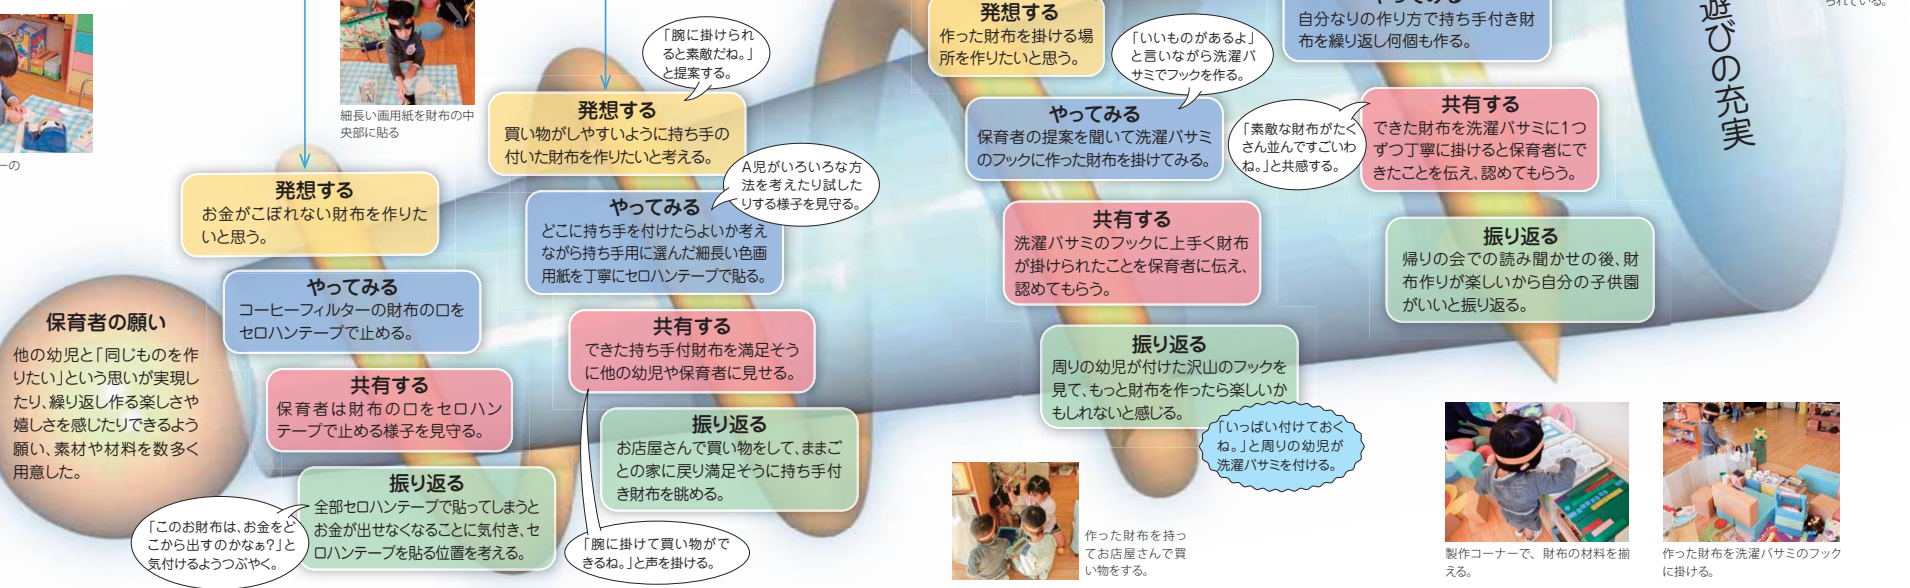 られている。
遊びの充実
ーの
細長い画用紙を財布の中
央部に貼る
発想する
お金がこぼれない財布を作りた
いと思う。
やってみる
コーヒーフィルターの財布の口を
セロハンテープで止める。
共有する
保育者は財布の口をセロハン
テープで止める様子を見守る。
振り返る
全部セロハンテープで貼ってしまうと
お金が出せなくなることに気付き、セ
ロハンテープを貼る位置を考える。
「このお財布は、お金をど
こから出すのかなぁ?」と
気付けるようつぶやく。
保育者の願い
他の幼児と「同じものを作
りたい」という思いが実現し
たり、繰り返し作る楽しさや
嬉しさを感じたりできるよう
願い、素材や材料を数多く
用意した。
「腕に掛けられ
ると素敵だね。」
と提案する。
発想する
買い物がしやすいように持ち手の
付いた財布を作りたいと考える。
A児がいろいろな方
法を考えたり試した
りする様子を見守る。
やってみる
どこに持ち手を付けたらよいか考え
ながら持ち手用に選んだ細長い色画
用紙を丁寧にセロハンテープで貼る。
共有する
できた持ち手付財布を満足そう
に他の幼児や保育者に見せる。
振り返る
お店屋さんで買い物をして、ままご
との家に戻り満足そうに持ち手付
き財布を眺める。
「腕に掛けて買い物がで
きるね。」と声を掛ける。
発想する
作った財布を掛ける場
所を作りたいと思う。
「いいものがあるよ」
と言いながら洗濯バ
サミでフックを作る。
やってみる
保育者の提案を聞いて洗濯バサミ
のフックに作った財布を掛けてみる。
共有する
洗濯バサミのフックに上手く財布
が掛けられたことを保育者に伝え、
認めてもらう。
振り返る
周りの幼児が付けた沢山のフックを
見て、もっと財布を作ったら楽しいか
もしれないと感じる。
「いっぱい付けておく
ね。」と周りの幼児が
洗濯バサミを付ける。
作った財布を持っ
てお店屋さんで買
い物をする。
やってみる
自分なりの作り方で持ち手付き財
布を繰り返し何個も作る。
「素敵な財布がたく
さん並んですごいわ
ね。」と共感する。
共有する
できた財布を洗濯バサミに1つ
ずつ丁寧に掛けると保育者にで
きたことを伝え、認めてもらう。
振り返る
帰りの会での読み聞かせの後、財
布作りが楽しいから自分の子供園
がいいと振り返る。
製作コーナーで、財布の材料を揃
える。
作った財布を洗濯バサミのフック
に掛ける。